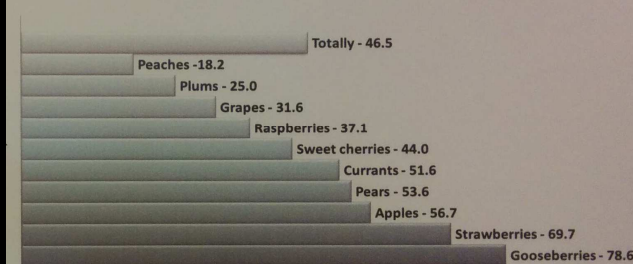 Totally - 46.5
Peaches -18.2
Plums - 25.0
Grapes - 31.6
Raspberries - 37.1
Sweet cherries - 44.0
Currants - 51.6
Pears - 53.6
Apples - 56.7
Strawberries - 69.7
Gooseberries - 78.6